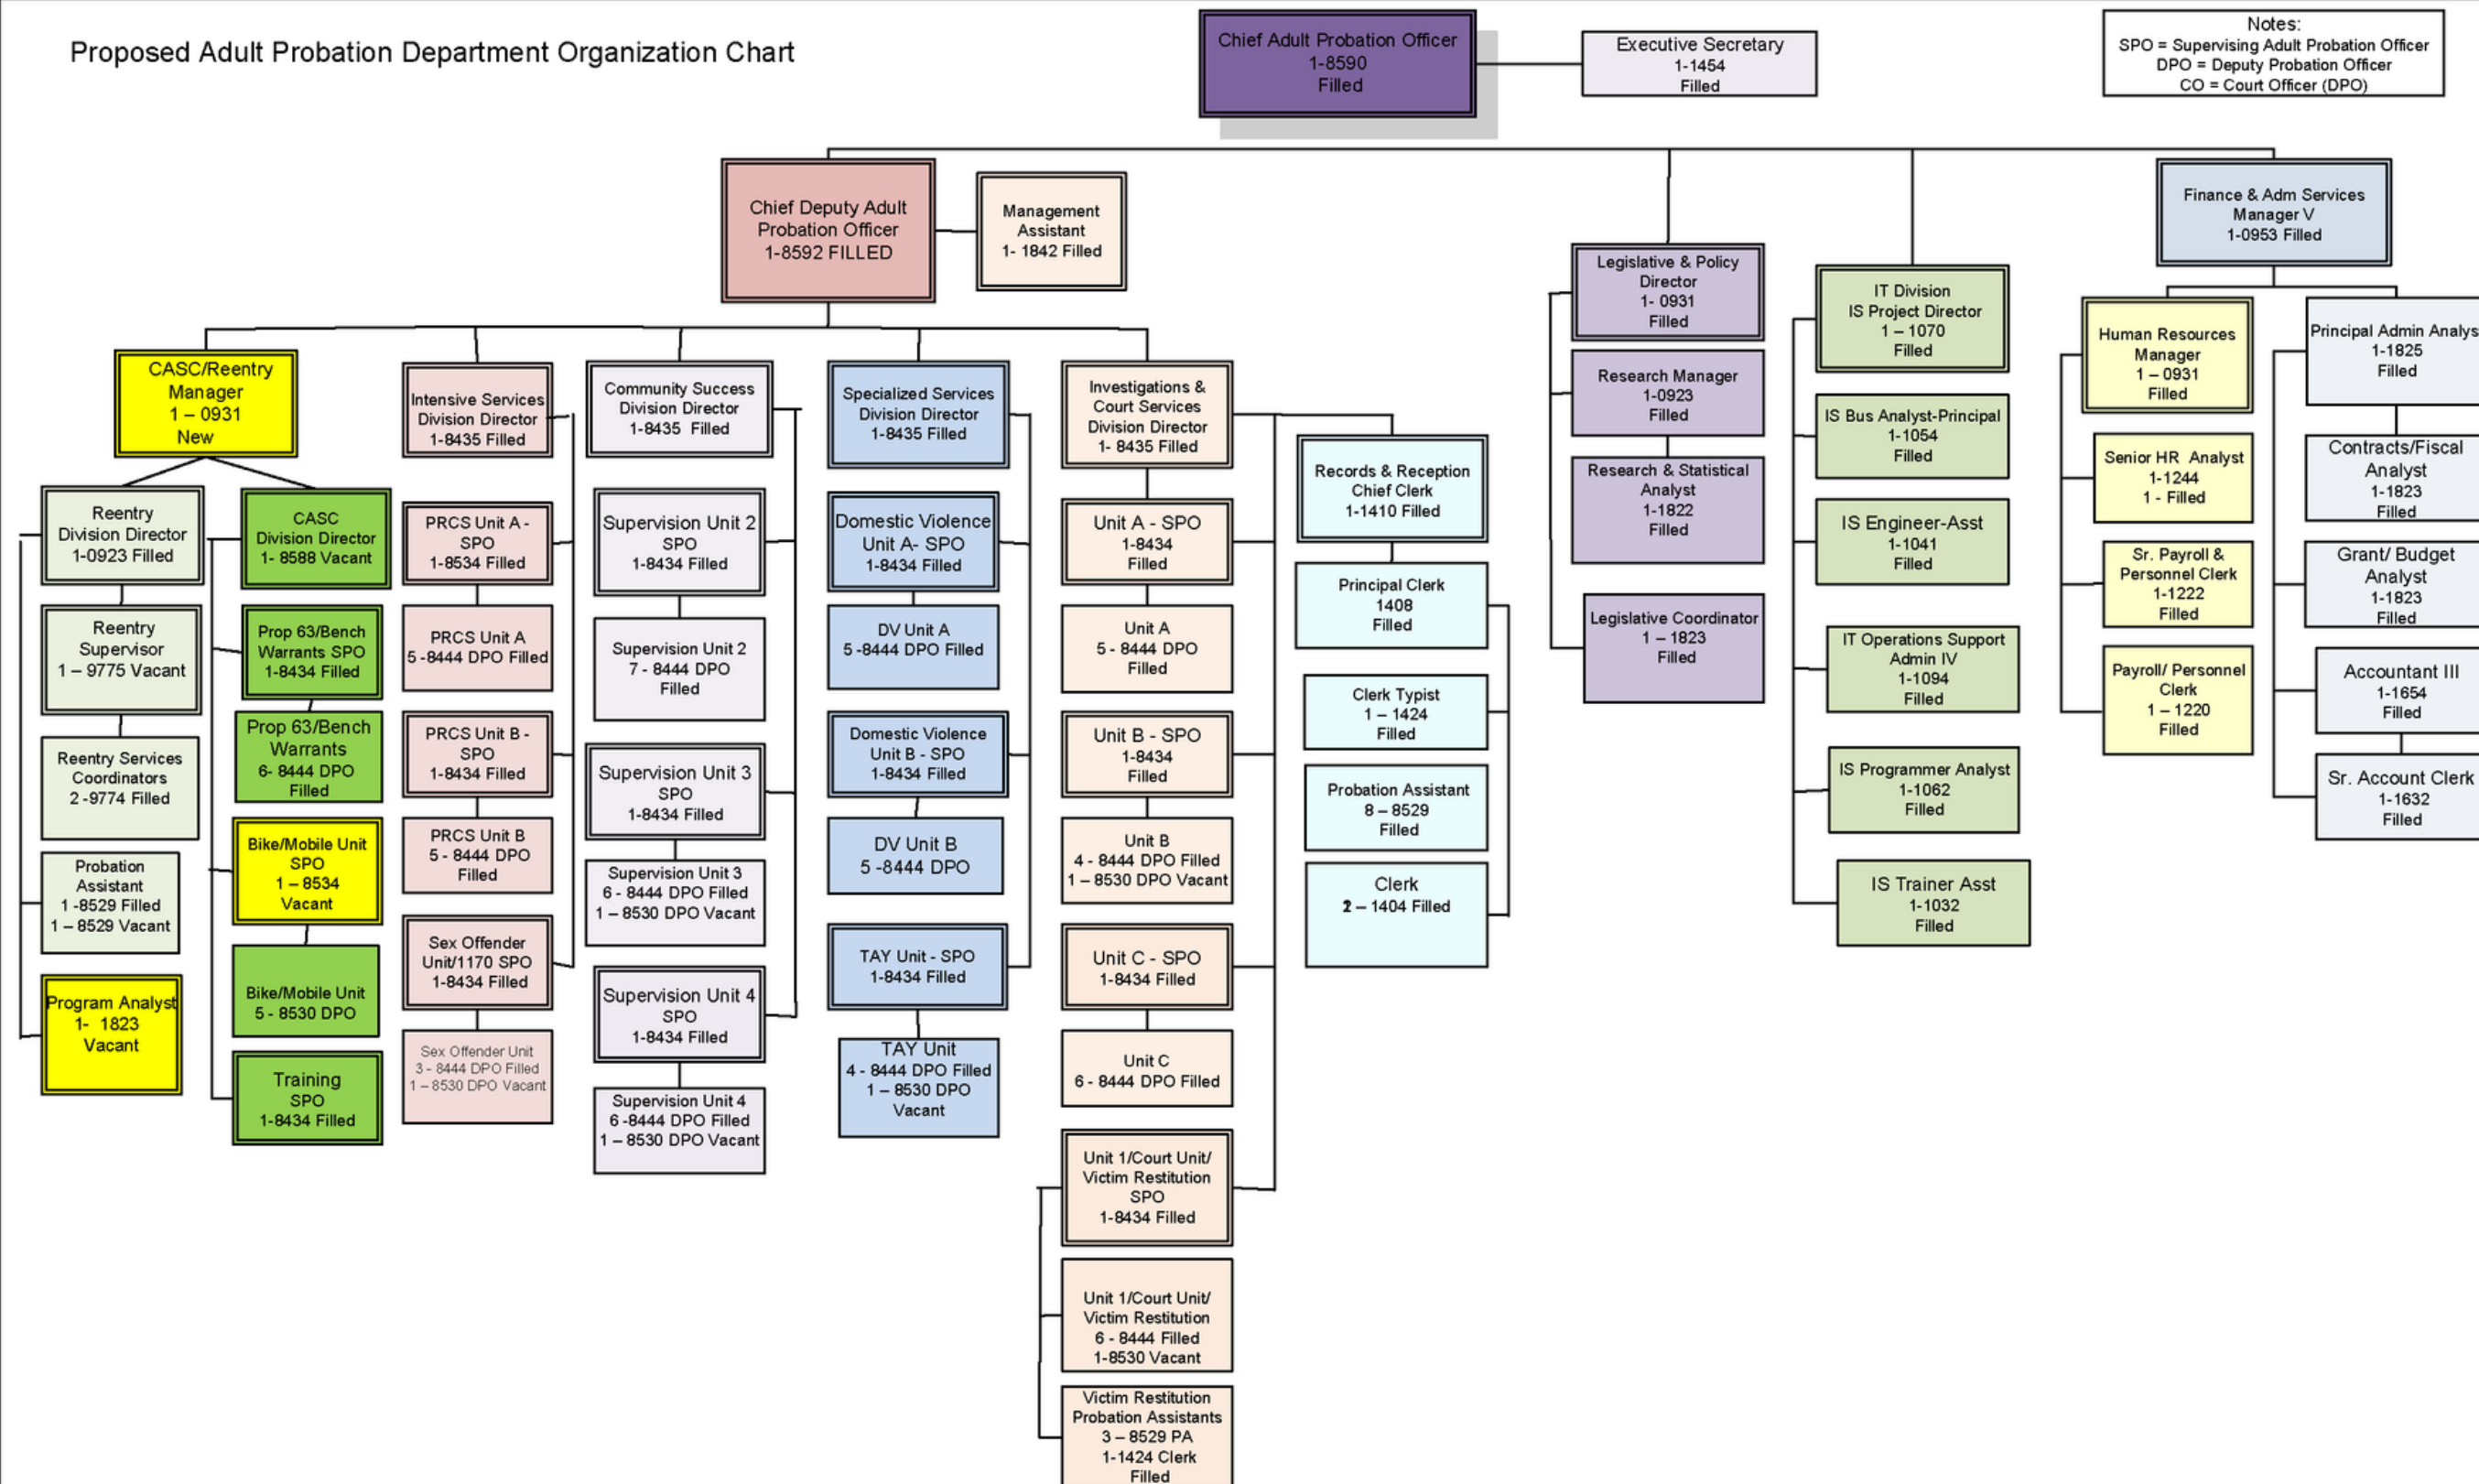 Proposed Adult Probation Department Organization Chart
Chief Adult Probation Officer
1-8590
Filled
Executive Secretary
1-1454
Filled
Notes:
SPO = Supervising Adult Probation Officer
DPO = Deputy Probation Officer
CO = Court Officer (DPO)
Chief Deputy Adult
Probation Officer
1-8592 FILLED
Management
Assistant
1- 1842 Filled
Finance & Adm Services
Manager V
1-0953 Filled
CASC/Reentry
Manager
1 – 0931
New
Reentry
Division Director
1-0923 Filled
Reentry
Supervisor
1 – 9775 Vacant
Reentry Services
Coordinators
2 -9774 Filled
Probation
Assistant
1 -8529 Filled
1 – 8529 Vacant
Program Analyst
1- 1823
Vacant
CASC
Division Director
1- 8588 Vacant
Prop 63/Bench
Warrants SPO
1-8434 Filled
Prop 63/Bench
Warrants
6- 8444 DPO
Filled
Bike/Mobile Unit
SPO
1 – 8534
Vacant
Bike/Mobile Unit
5 - 8530 DPO
Training
SPO
1-8434 Filled
Intensive Services
Division Director
1-8435 Filled
PRCS Unit A -
SPO
1-8534 Filled
PRCS Unit A
5 -8444 DPO Filled
PRCS Unit B -
SPO
1-8434 Filled
PRCS Unit B
5 - 8444 DPO
Filled
Sex Offender
Unit/1170 SPO
1-8434 Filled
Sex Offender Unit
3 - 8444 DPO Filled
1 – 8530 DPO Vacant
Community Success
Division Director
1-8435 Filled
Supervision Unit 2
SPO
1-8434 Filled
Supervision Unit 2
7 - 8444 DPO
Filled
Supervision Unit 3
SPO
1-8434 Filled
Supervision Unit 3
6 - 8444 DPO Filled
1 – 8530 DPO Vacant
Supervision Unit 4
SPO
1-8434 Filled
Supervision Unit 4
6 -8444 DPO Filled
1 – 8530 DPO Vacant
Specialized Services
Division Director
1-8435 Filled
Domestic Violence
Unit A- SPO
1-8434 Filled
DV Unit A
5 -8444 DPO Filled
Domestic Violence
Unit B - SPO
1-8434 Filled
DV Unit B
5 -8444 DPO
TAY Unit - SPO
1-8434 Filled
TAY Unit
4 - 8444 DPO Filled
1 – 8530 DPO
Vacant
Investigations &
Court Services
Division Director
1- 8435 Filled
Unit A - SPO
1-8434
Filled
Unit A
5 - 8444 DPO
Filled
Unit B - SPO
1-8434
Filled
Unit B
4 - 8444 DPO Filled
1 – 8530 DPO Vacant
Unit C - SPO
1-8434 Filled
Unit C
6 - 8444 DPO Filled
Unit 1/Court Unit/
Victim Restitution
SPO
1-8434 Filled
Unit 1/Court Unit/
Victim Restitution
6 - 8444 Filled
1-8530 Vacant
Victim Restitution
Probation Assistants
3 – 8529 PA
1-1424 Clerk
Filled
Records & Reception
Chief Clerk
1-1410 Filled
Principal Clerk
1408
Filled
Clerk Typist
1 – 1424
Filled
Probation Assistant
8 – 8529
Filled
Clerk
2 – 1404 Filled
Legislative & Policy
Director
1- 0931
Filled
Research Manager
1-0923
Filled
Research & Statistical
Analyst
1-1822
Filled
Legislative Coordinator
1 – 1823
Filled
IT Division
IS Project Director
1 – 1070
Filled
IS Bus Analyst-Principal
1-1054
Filled
IS Engineer-Asst
1-1041
Filled
IT Operations Support
Admin IV
1-1094
Filled
IS Programmer Analyst
1-1062
Filled
IS Trainer Asst
1-1032
Filled
Human Resources
Manager
1 – 0931
Filled
Senior HR Analyst
1-1244
1 - Filled
Sr. Payroll &
Personnel Clerk
1-1222
Filled
Payroll/ Personnel
Clerk
1 – 1220
Filled
Principal Admin Analys
1-1825
Filled
Contracts/Fiscal
Analyst
1-1823
Filled
Grant/ Budget
Analyst
1-1823
Filled
Accountant III
1-1654
Filled
Sr. Account Clerk
1-1632
Filled